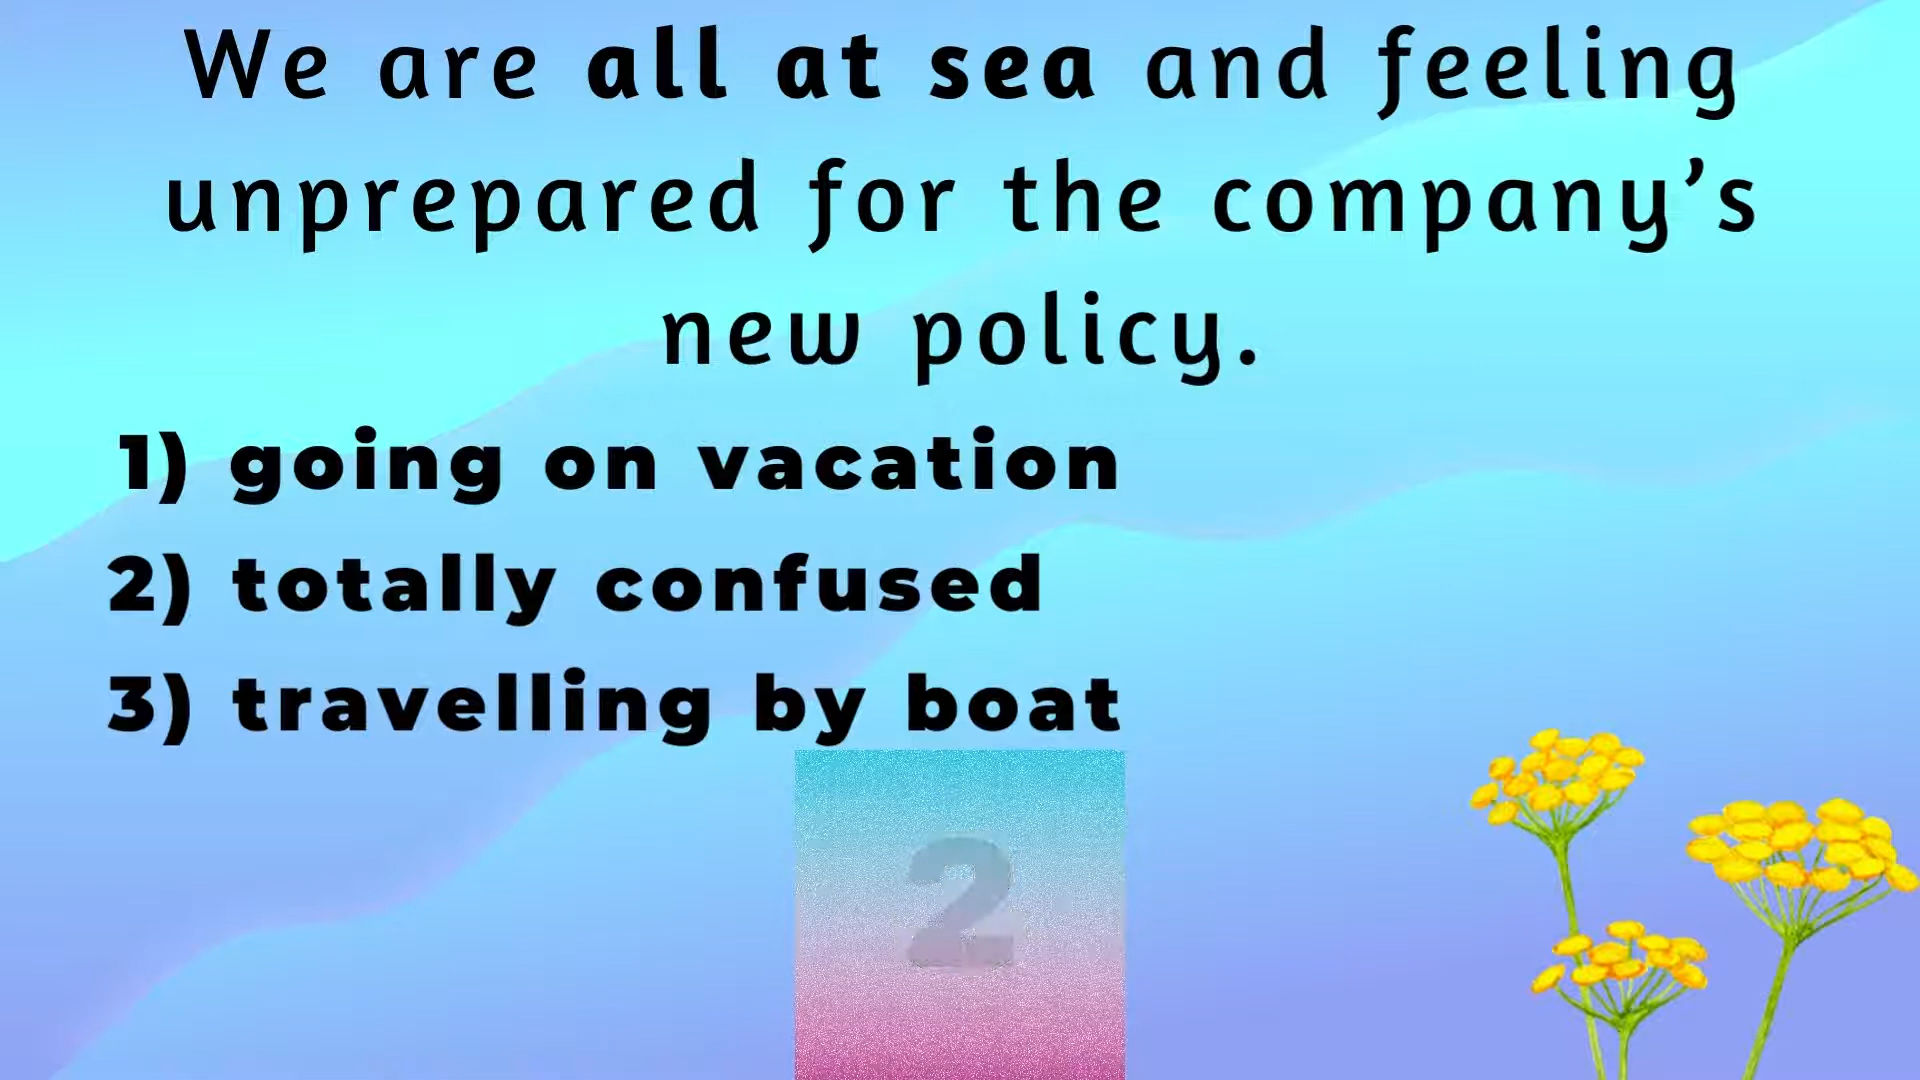 We are all at sea and feeling
unprepared for the company’s
new policy.
1) going on vacation
2) totally confused
3) travelling by boat
2